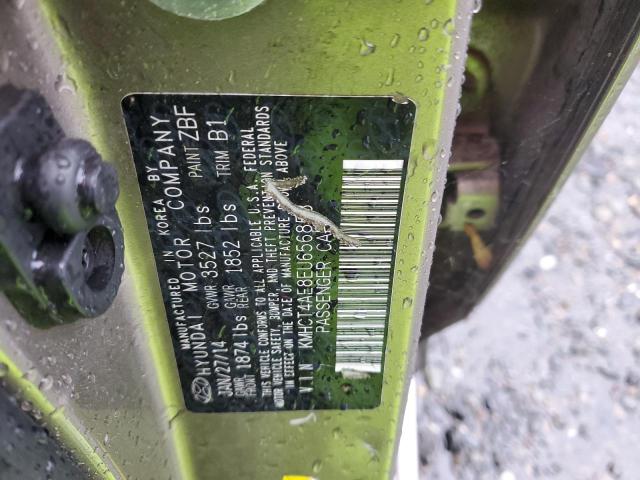 MANUFACTURED IN KOREA BY
HYUNDAI MOTOR COMPANY
JAN/27/14 GVWR 3527 lbs PAINT ZBF
GAWR FRONT 1874 lbs GAWR REAR 1852 lbs TRIM B1
THIS VEHICLE CONFORMS TO ALL APPLICABLE U.S.A. FEDERAL
MOTOR VEHICLE SAFETY, BUMPER, AND THEFT PREVENTION STANDARDS
IN EFFECT ON THE DATE OF MANUFACTURE ABOVE
PASSENGER CAR